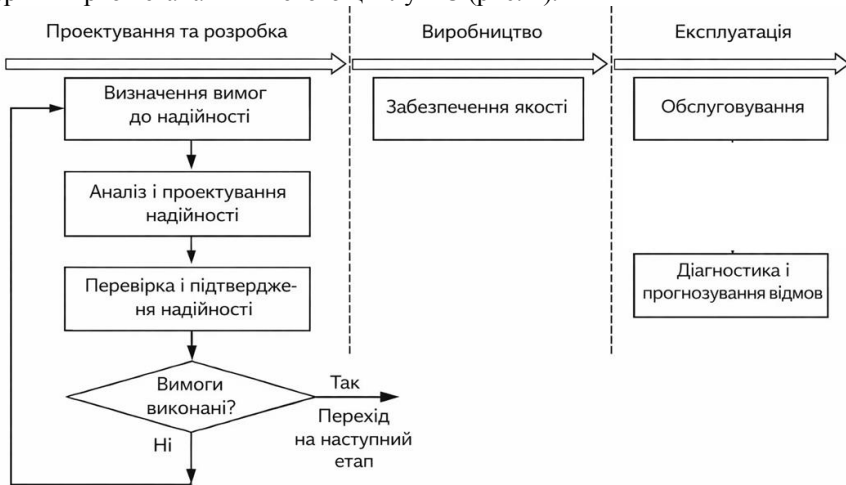 Проектування та розробка
Виробництво
Експлуатація
Визначення вимог
до надійності
Забезпечення якості
Обслуговування
Аналіз і проектування
надійності
Перевірка і підтвердже-
ня надійності
Діагностика і
прогнозування відмов
Вимоги
виконані?
Так
Перехід
на наступний
етап
Ні